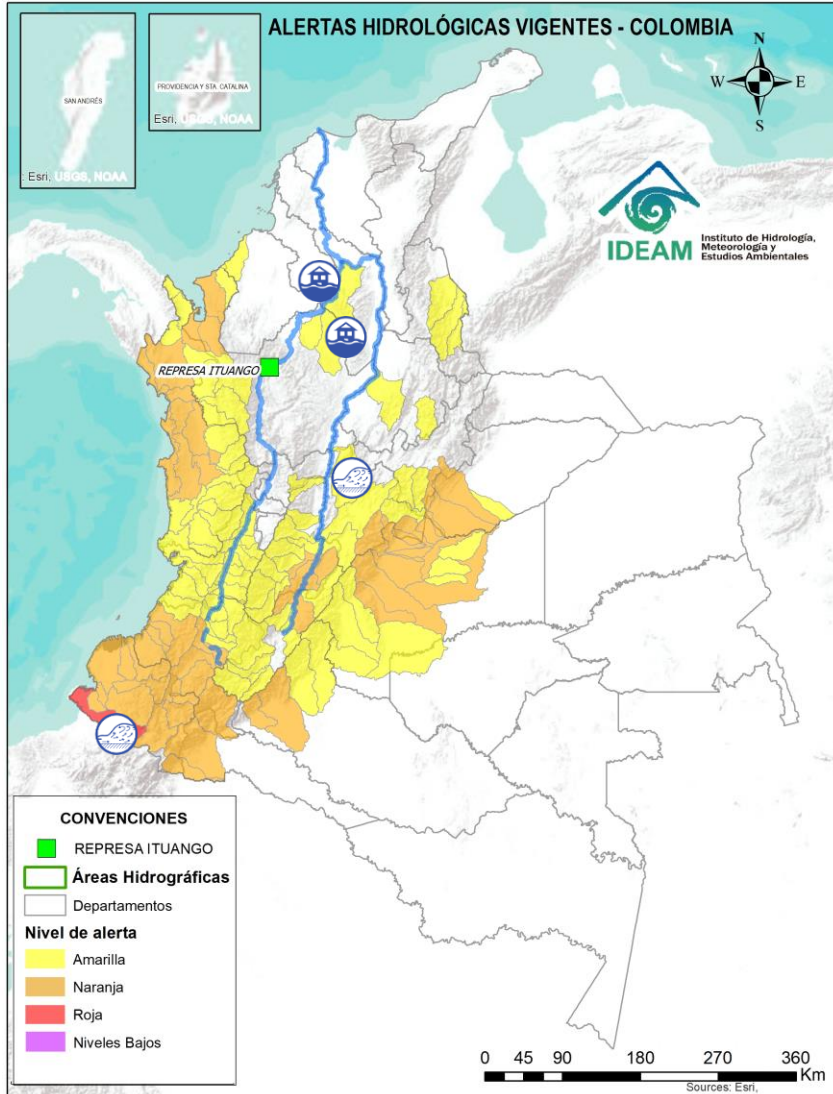 ALERTAS HIDROLÓGICAS VIGENTES - COLOMBIA
SAN ANDRÉS
: Esri, USGS, NOAA
PROVIDENCIA Y STA. CATALINA
Esri, USGS, NOAA
N
W E
S
IDEAM
Instituto de Hidrología,
Meteorología y
Estudios Ambientales
REPRESA ITUANGO
CONVENCIONES
REPRESA ITUANGO
Áreas Hidrográficas
Departamentos
Nivel de alerta
Amarilla
Naranja
Roja
Niveles Bajos
0 45 90 180 270 360
Km
Sources: Esri,